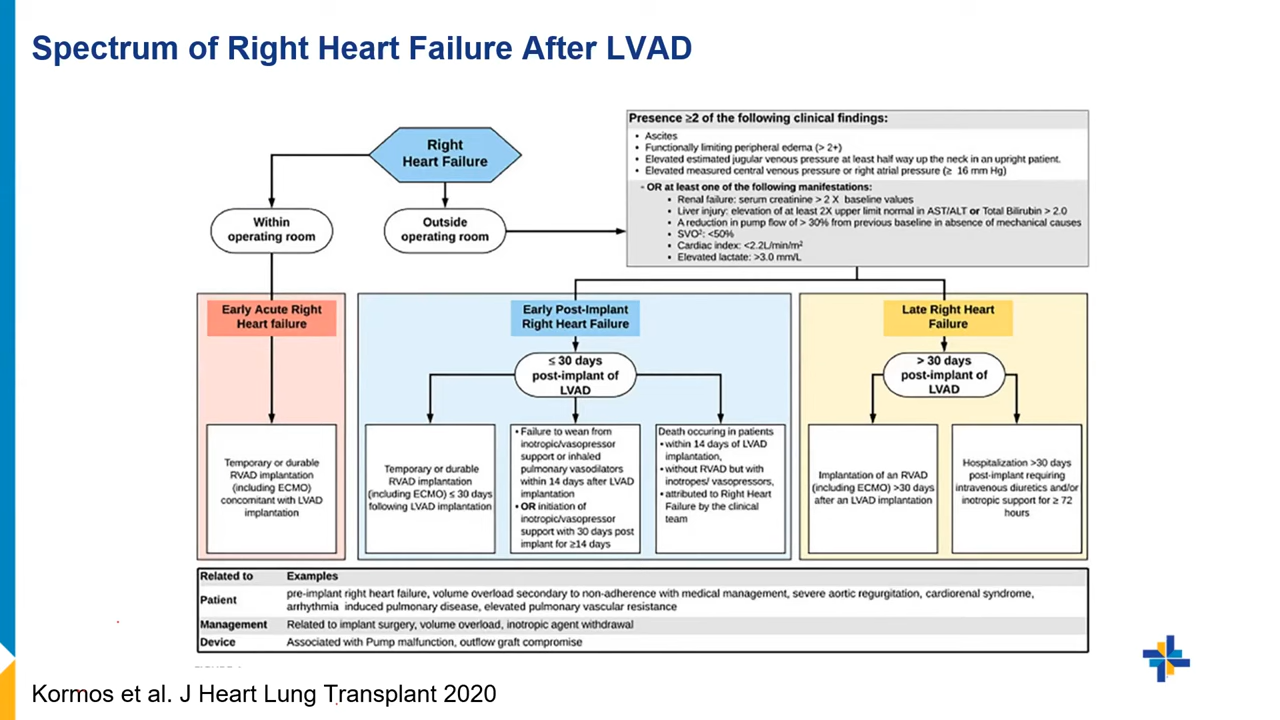 Spectrum of Right Heart Failure After LVAD
Right
Heart Failure
Within
operating room
Outside
operating room
Presence ≥2 of the following clinical findings:
• Ascites
• Functionally limiting peripheral edema (> 2+)
• Elevated estimated jugular venous pressure at least half way up the neck in an upright patient.
• Elevated measured central venous pressure or right atrial pressure (≥ 16 mm Hg)
- OR at least one of the following manifestations:
• Renal failure: serum creatinine > 2 X baseline values
• Liver injury: elevation of at least 2X upper limit normal in AST/ALT or Total Bilirubin > 2.0
• A reduction in pump flow of > 30% from previous baseline in absence of mechanical causes
• SVO²: <50%
• Cardiac index: <2.2L/min/m²
• Elevated lactate: >3.0 mm/L
Early Acute Right
Heart failure
Temporary or durable
RVAD implantation
(including ECMO)
concomitant with LVAD
implantation
Early Post-Implant
Right Heart Failure
≤ 30 days
post-implant of
LVAD
Temporary or durable
RVAD implantation
(including ECMO) ≤ 30 days
following LVAD implantation
• Failure to wean from
inotropic/vasopressor
support or inhaled
pulmonary vasodilators
within 14 days after LVAD
implantation
• OR initiation of
inotropic/vasopressor
support with 30 days post
implant for ≥14 days
Death occuring in patients
• within 14 days of LVAD
implantation,
• without RVAD but with
inotropes/ vasopressors,
• attributed to Right Heart
Failure by the clinical
team
Late Right Heart
Failure
> 30 days
post-implant of
LVAD
Implantation of an RVAD
(including ECMO) >30 days
after an LVAD implantation
Hospitalization >30 days
post-implant requiring
intravenous diuretics and/or
inotropic support for ≥ 72
hours
Related to Examples
Patient
pre-implant right heart failure, volume overload secondary to non-adherence with medical management, severe aortic regurgitation, cardiorenal syndrome,
arrhythmia induced pulmonary disease, elevated pulmonary vascular resistance
Management Related to implant surgery, volume overload, inotropic agent withdrawal
Device Associated with Pump malfunction, outflow graft compromise
Kormos et al. J Heart Lung Transplant 2020